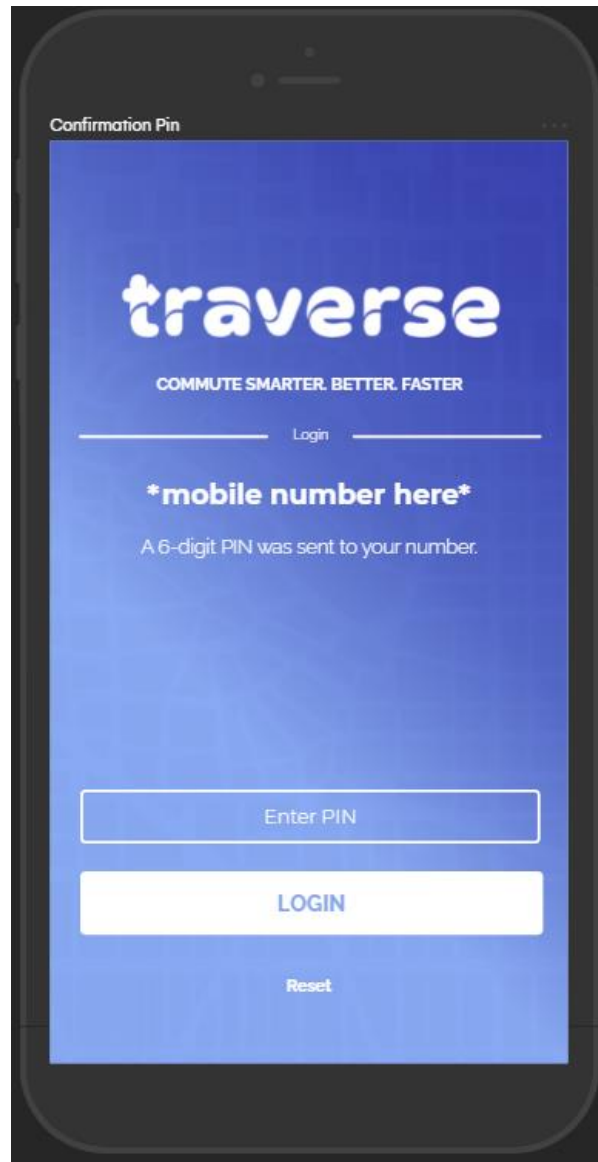 Confirmation Pin
traverse
COMMUTE SMARTER. BETTER. FASTER
Login
*mobile number here*
A 6-digit PIN was sent to your number.
Enter PIN
LOGIN
Reset